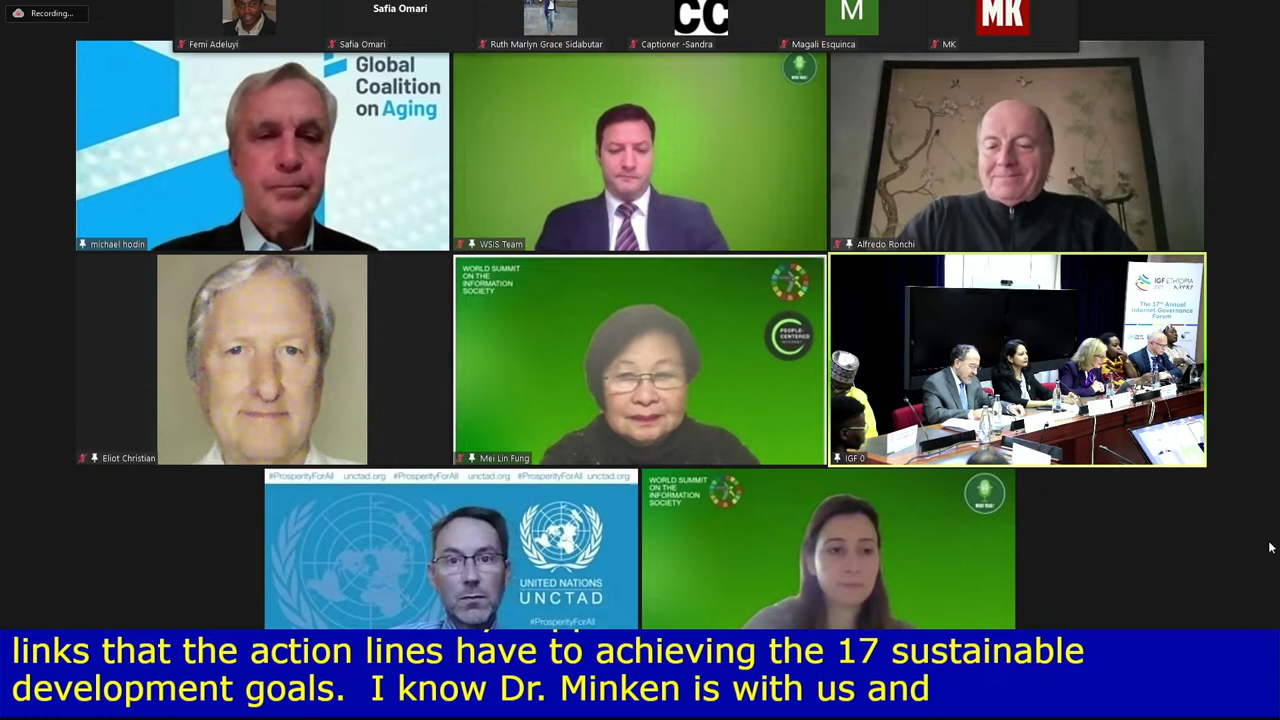 Recording...
Safia Omari
CC
M
MK
Femi Adeluyi
Safia Omari
Ruth Marlyn Grace Sidabutar
Captioner -Sandra
Magali Esquinca
MK
Global
Coalition
on Aging
michael hodin
WSIS Team
Alfredo Ronchi
Eliot Christian
WORLD SUMMIT
ON THE
INFORMATION
SOCIETY
PEOPLE-
CENTERED
INTERNET
Mei Lin Fung
IGF ETHIOPIA
The 17th Annual
Internet Governance
Forum
IGF 0
#ProsperityForAll unctad.org #ProsperityForAll unctad.org #ProsperityForAll unctad.org
UNITED NATIONS
UNCTAD
#ProsperityForAll
WORLD SUMMIT
ON THE
INFORMATION
SOCIETY
links that the action lines have to achieving the 17 sustainable
development goals.  I know Dr. Minken is with us and